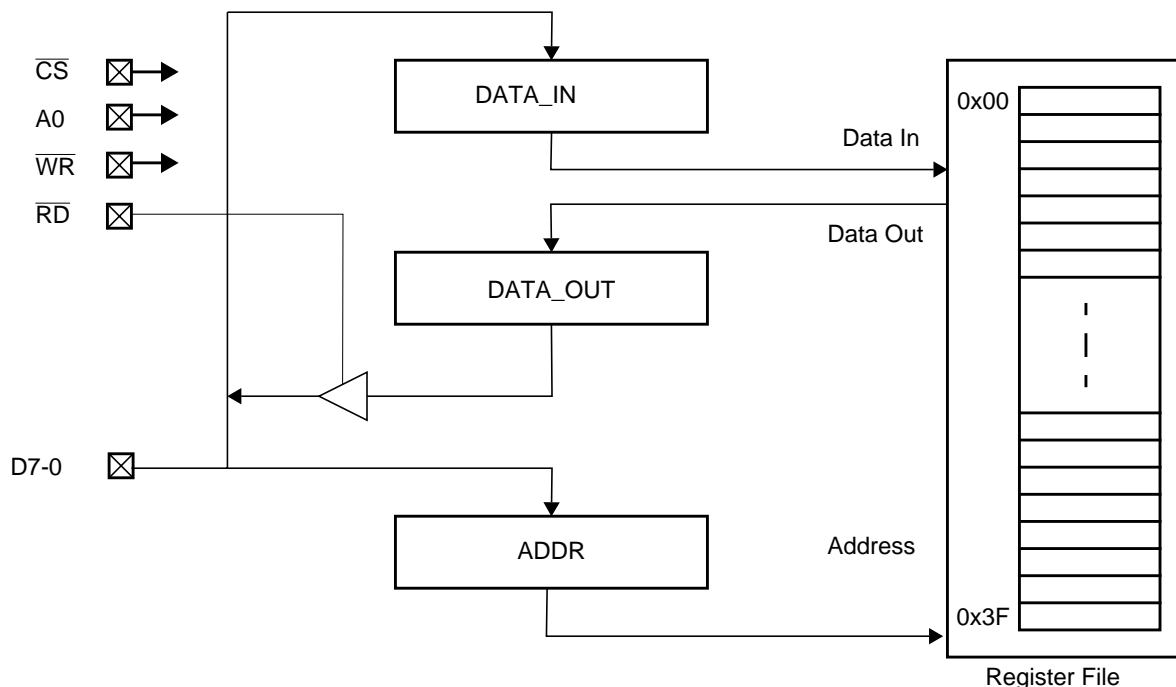 CS
DATA_IN
0x00
A0
Data In
WR
RD
Data Out
DATA_OUT
D7-0
Address
ADDR
0x3F
Register File